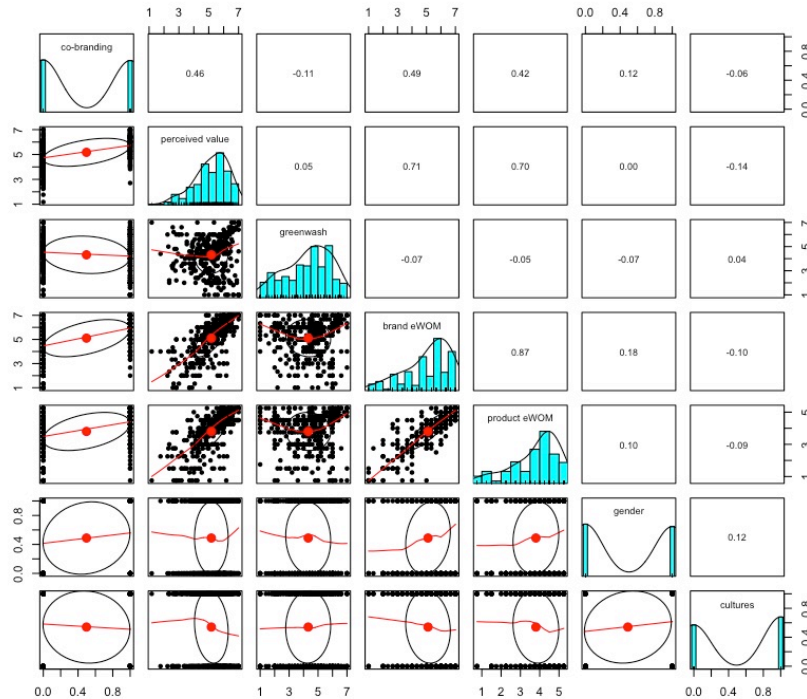 1 3 5 7 1 3 5 7 0.0 0.4 0.8
co-branding 0.46 -0.11 0.49 0.42 0.12 -0.06 0.0 0.4 0.8
1 3 5 7 perceived value 0.05 0.71 0.70 0.00 -0.14
greenwash -0.07 -0.05 -0.07 0.04 1 3 5 7
1 3 5 7 brand eWOM 0.87 0.18 -0.10
product eWOM 0.10 -0.09 1 3 5
0.0 0.4 0.8 gender 0.12
cultures 0.0 0.4 0.8
0.0 0.4 0.8 1 3 5 7 1 2 3 4 5 0.0 0.4 0.8